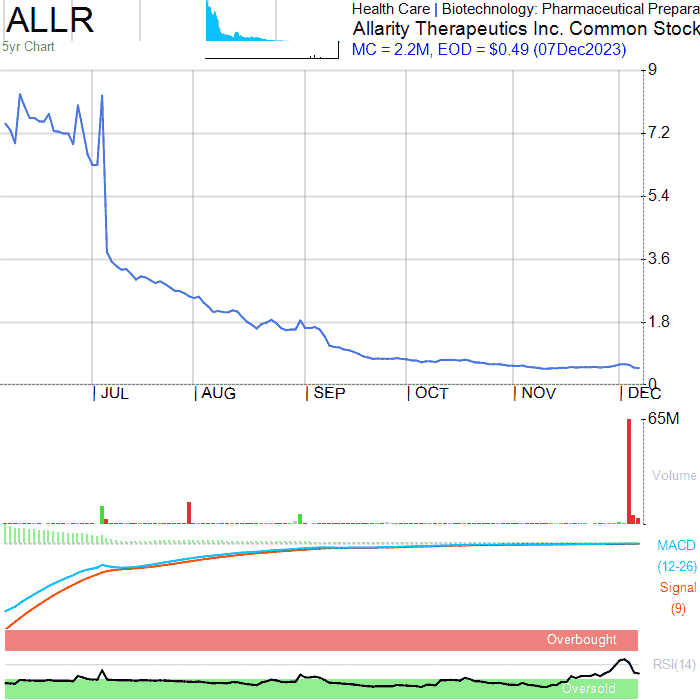 ALLR
5yr Chart
Health Care | Biotechnology: Pharmaceutical Prepara
Allarity Therapeutics Inc. Common Stock
MC = 2.2M, EOD = $0.49 (07Dec2023)
9
7.2
5.4
3.6
1.8
0
JUL AUG SEP OCT NOV DEC
65M
Volume
MACD
(12-26)
Signal
(9)
Overbought
RSI(14)
Oversold